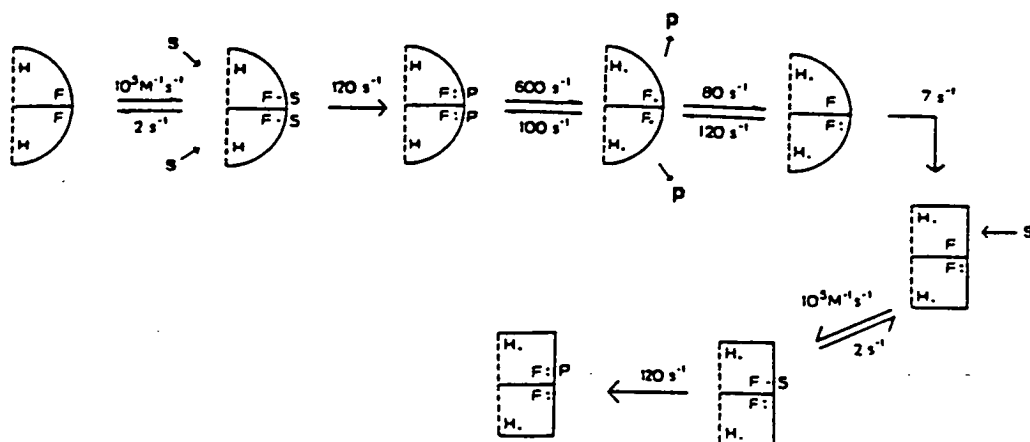 H
F
F
H
10⁵M⁻¹s⁻¹
2 s⁻¹
S
S
H
F-S
F-S
H
120 s⁻¹
H
F: P
F: P
H
600 s⁻¹
100 s⁻¹
P
H.
F.
F.
H.
P
80 s⁻¹
120 s⁻¹
H.
F
F:
H.
7 s⁻¹
H.
F
F:
H.
S
10⁵M⁻¹s⁻¹
2 s⁻¹
H.
F-S
F:
H.
120 s⁻¹
H.
F: P
F:
H.